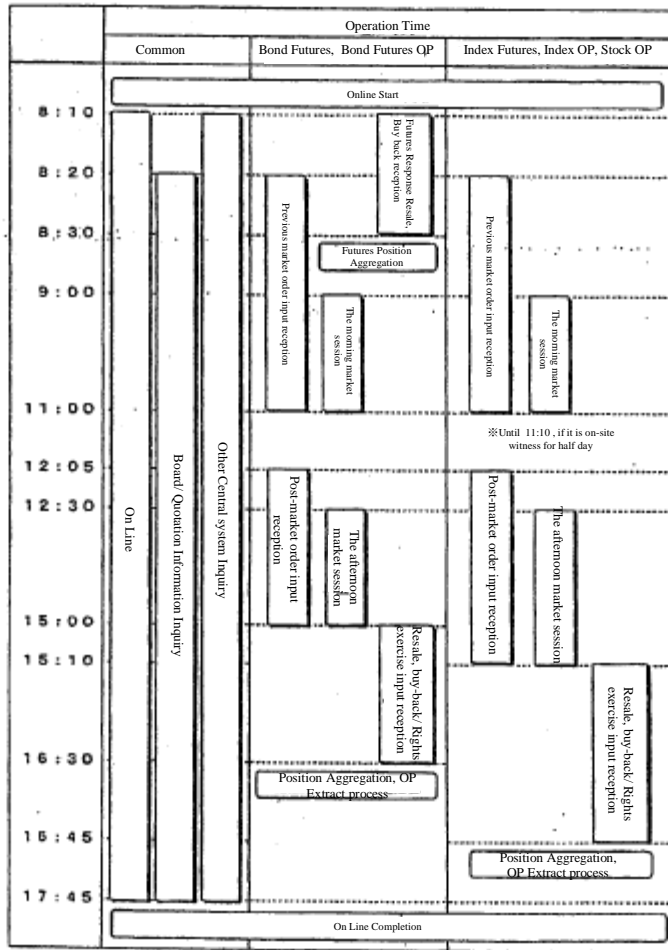 Operation Time
Common
Bond Futures, Bond Futures OP
Index Futures, Index OP, Stock OP
Online Start
8:10
8:20
8:30
9:00
11:00
12:05
12:30
15:00
15:10
16:30
15:45
17:45
On Line
Board/ Quotation Information Inquiry
Other Central system Inquiry
Previous market order input reception
Futures Response Resale,
Buy back reception
Futures Position
Aggregation
The morning market
session
Post-market order input
reception
The afternoon
market session
Resale, buy-back/ Rights
exercise input reception
Position Aggregation, OP
Extract process
Previous market order input reception
The morning market
session
※Until 11:10 , if it is on-site
witness for half day
Post-market order input reception
The afternoon market session
Resale, buy-back/ Rights
exercise input reception
Position Aggregation,
OP Extract process
On Line Completion